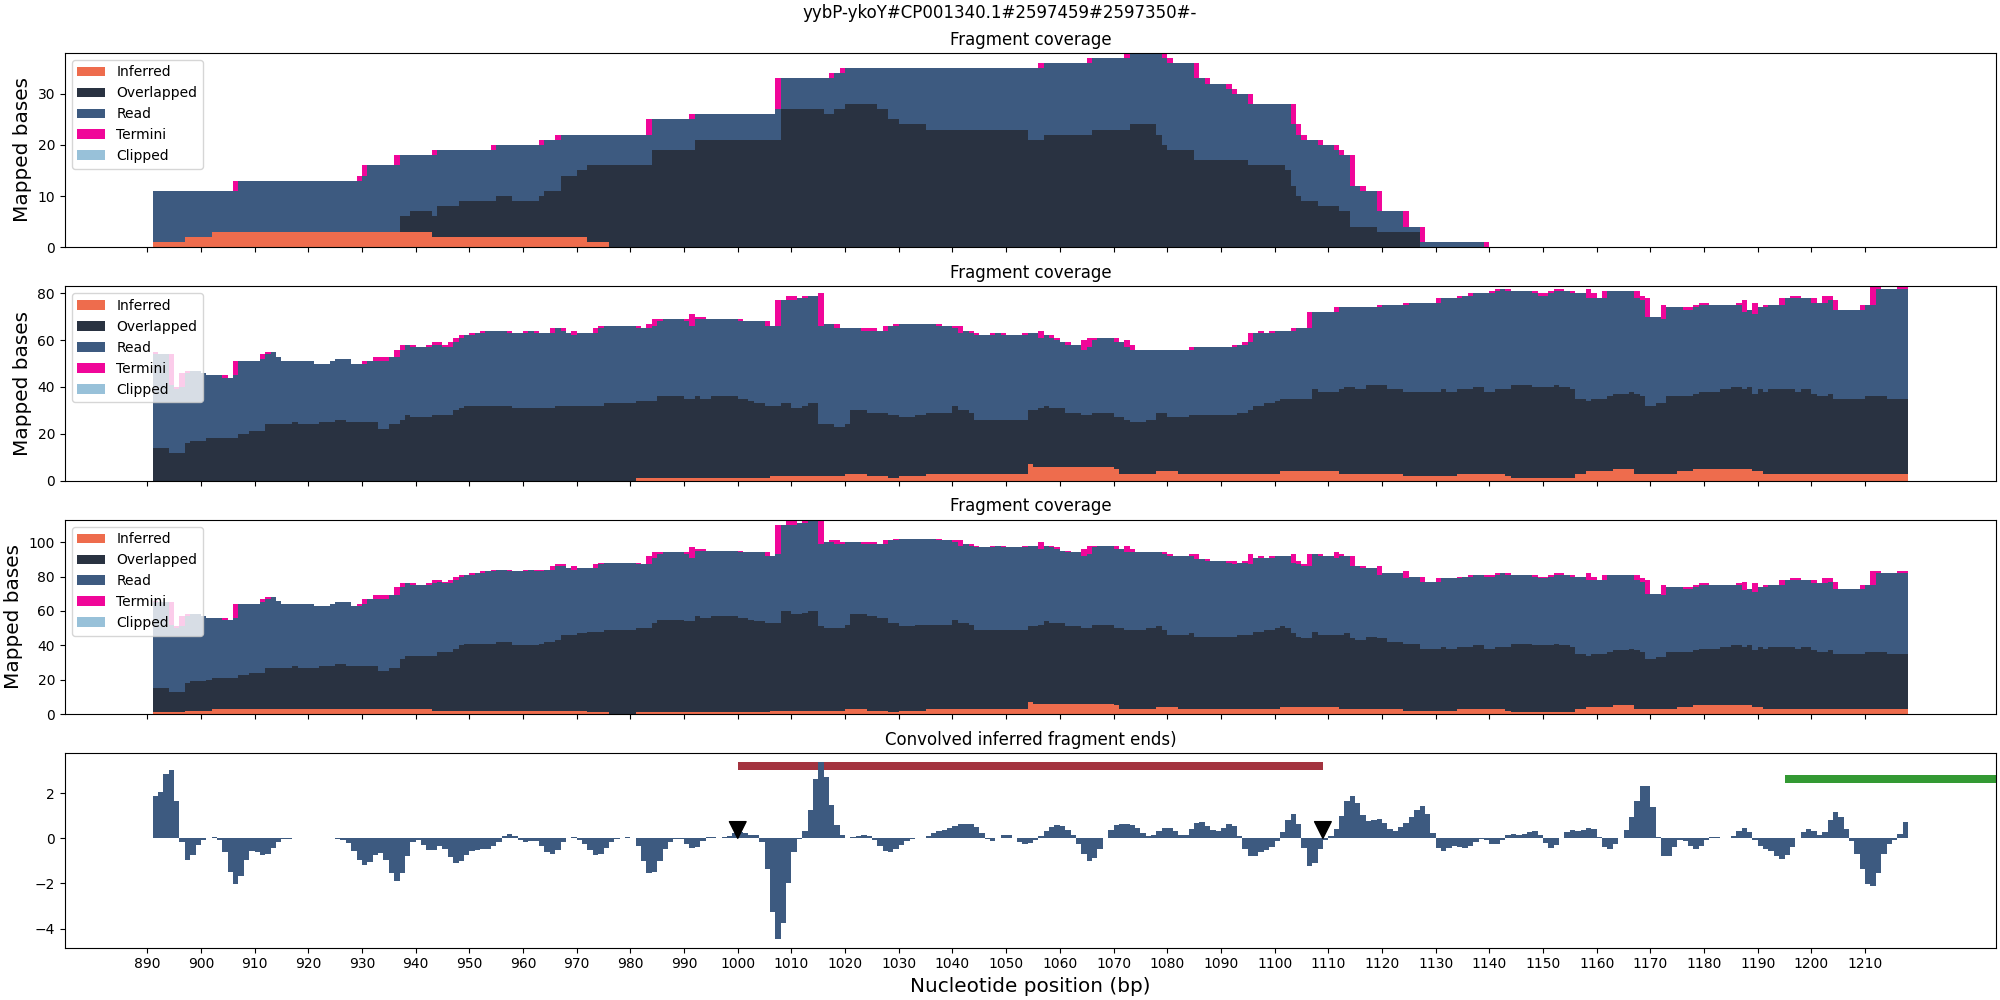 yybP-ykoY#CP001340.1#2597459#2597350#-
Fragment coverage
Mapped bases
30
20
10
0
Inferred
Overlapped
Read
Termini
Clipped
Fragment coverage
Mapped bases
80
60
40
20
0
Inferred
Overlapped
Read
Termini
Clipped
Fragment coverage
Mapped bases
100
80
60
40
20
0
Inferred
Overlapped
Read
Termini
Clipped
Convolved inferred fragment ends)
2
0
−2
−4
890 900 910 920 930 940 950 960 970 980 990 1000 1010 1020 1030 1040 1050 1060 1070 1080 1090 1100 1110 1120 1130 1140 1150 1160 1170 1180 1190 1200 1210
Nucleotide position (bp)